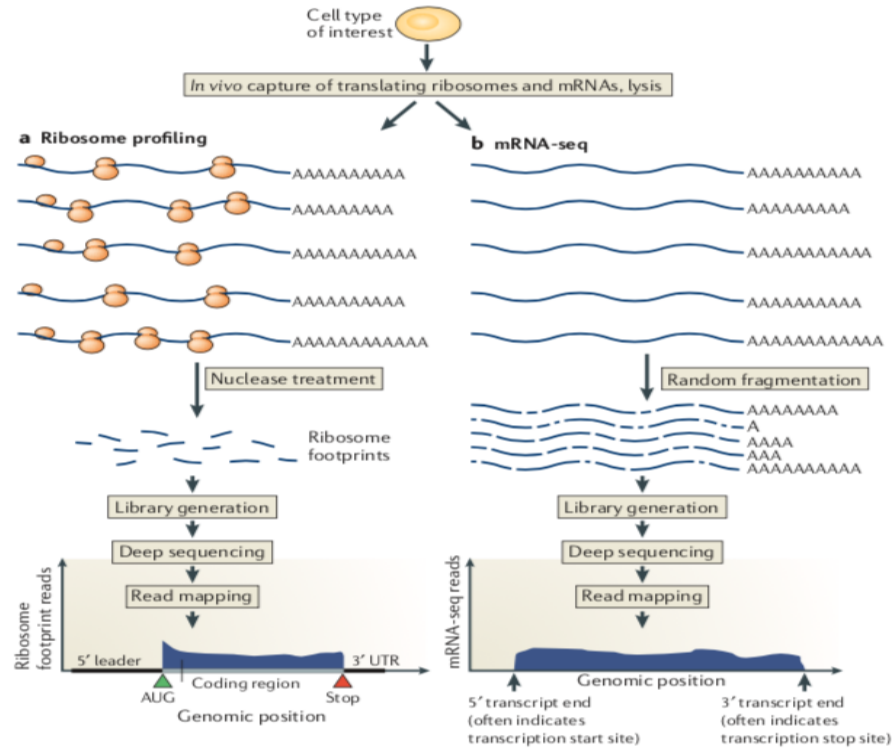 Cell type
of interest
In vivo capture of translating ribosomes and mRNAs, lysis
a Ribosome profiling
AAAAAAAAAA
AAAAAAAAA
AAAAAAAAAAA
AAAAAAAAAA
AAAAAAAAAAAA
Nuclease treatment
Ribosome
footprints
Library generation
Deep sequencing
Read mapping
Ribosome
footprint reads
5′ leader
3′ UTR
AUG
Coding region
Stop
Genomic position
b mRNA-seq
AAAAAAAAAA
AAAAAAAAA
AAAAAAAAAAA
AAAAAAAAAA
AAAAAAAAAAAA
Random fragmentation
AAAAAAAA
A
AAAA
AAA
AAAAAAAAAA
Library generation
Deep sequencing
Read mapping
mRNA-seq reads
Genomic position
5′ transcript end
(often indicates
transcription start site)
3′ transcript end
(often indicates
transcription stop site)